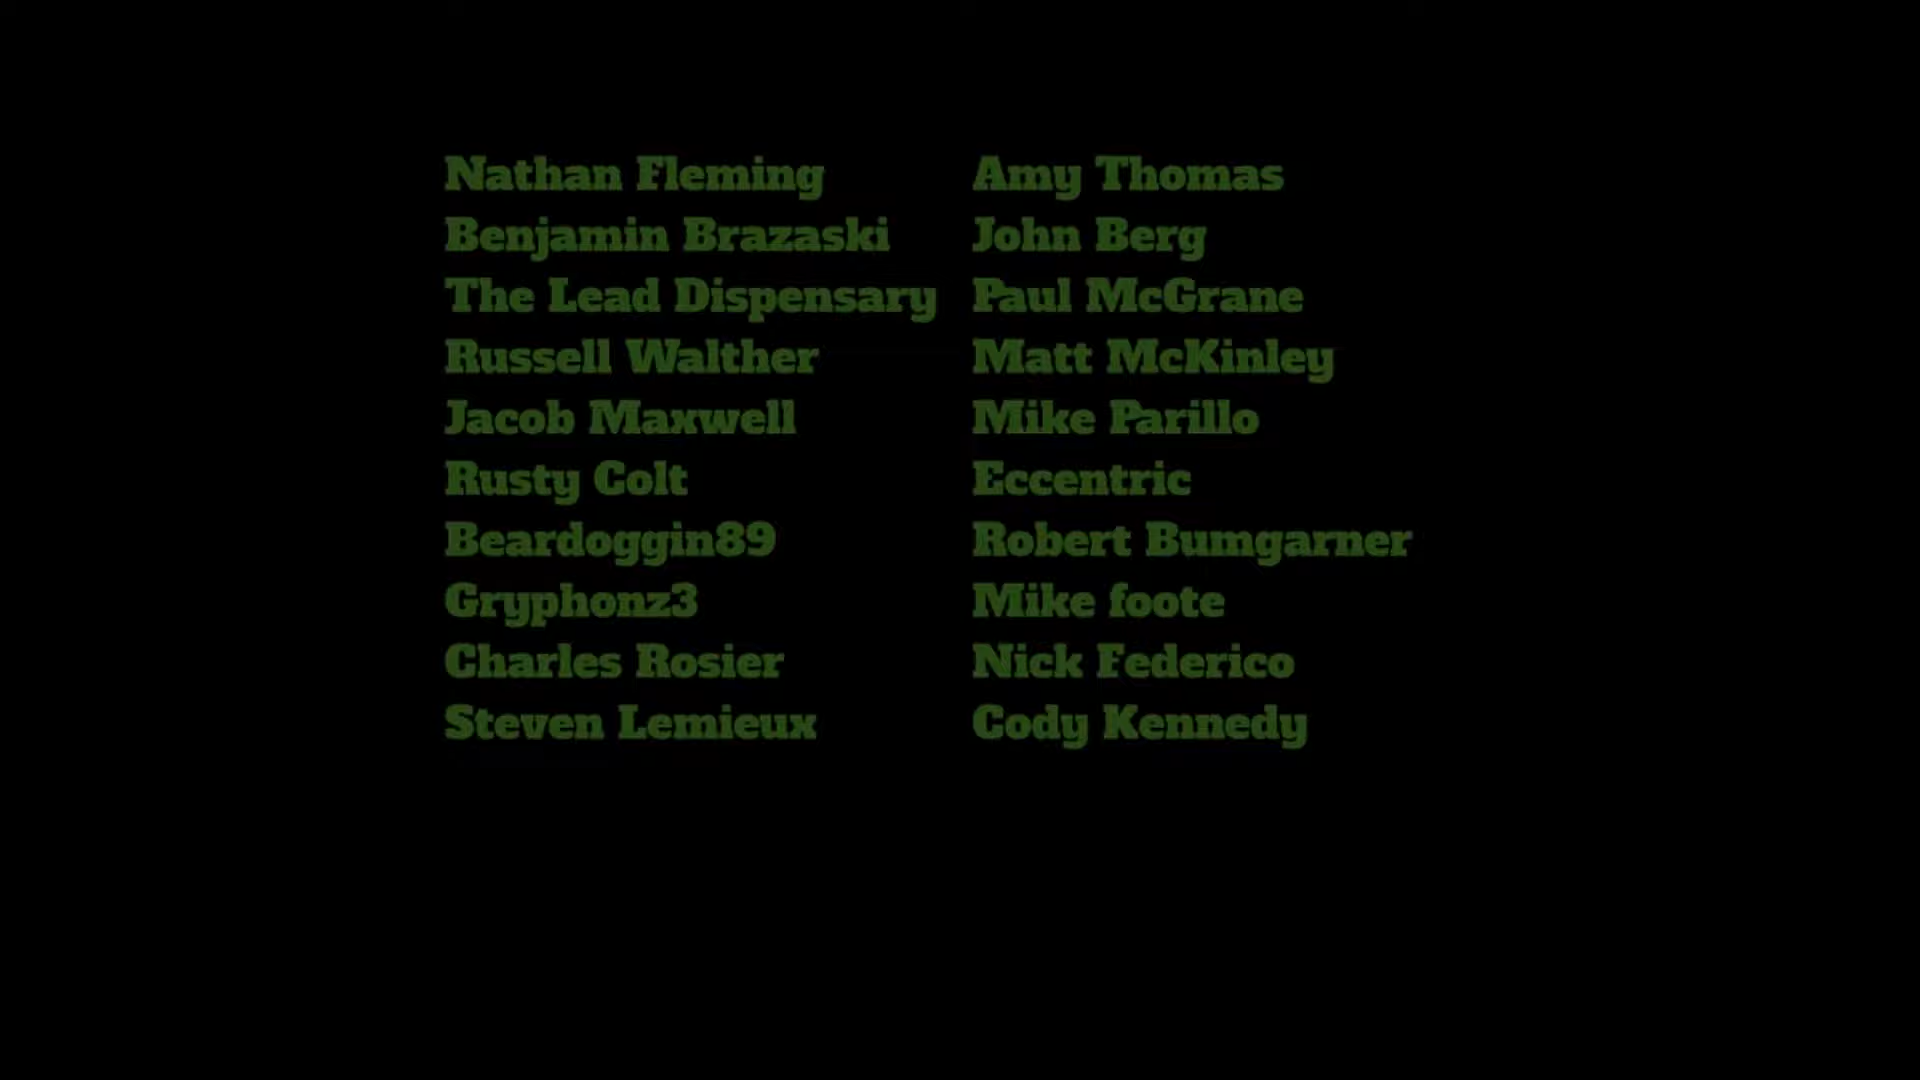 Nathan Fleming
Benjamin Brazaski
The Lead Dispensary
Russell Walther
Jacob Maxwell
Rusty Colt
Beardoggin89
Gryphonz3
Charles Rosier
Steven Lemieux
Amy Thomas
John Berg
Paul McGrane
Matt McKinley
Mike Parillo
Eccentric
Robert Bumgarner
Mike foote
Nick Federico
Cody Kennedy